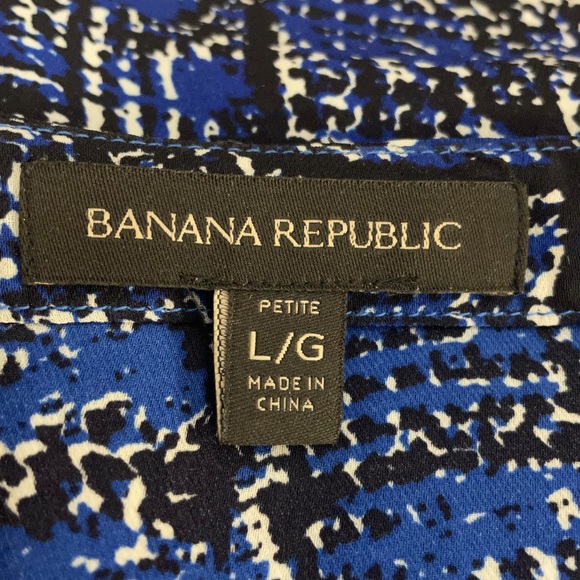 BANANA REPUBLIC
PETITE
L/G
MADE IN
CHINA